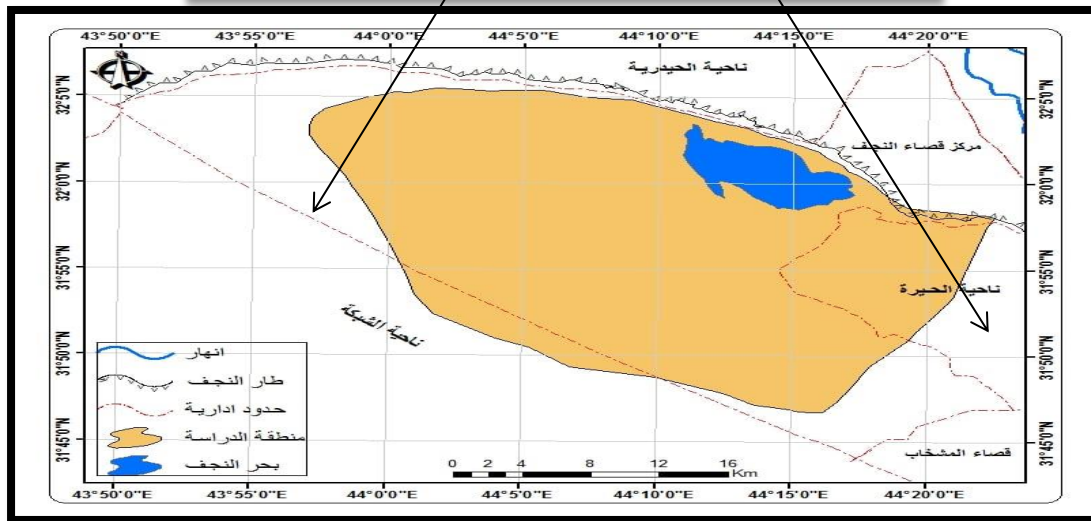 43°50'0"E 43°55'0"E 44°0'0"E 44°5'0"E 44°10'0"E 44°15'0"E 44°20'0"E
ناحية الحيدرية
32°5'0"N 32°5'0"N
مركز قضاء النجف
32°0'0"N 32°0'0"N
31°55'0"N 31°55'0"N
ناحية الحيرة
ناحية الشبكة
31°50'0"N 31°50'0"N
انهار
طار النجف
حدود ادارية
منطقة الدراسة
بحر النجف
31°45'0"N 31°45'0"N
قضاء المشخاب
0 2 4 8 12 16
Km
43°50'0"E 43°55'0"E 44°0'0"E 44°5'0"E 44°10'0"E 44°15'0"E 44°20'0"E